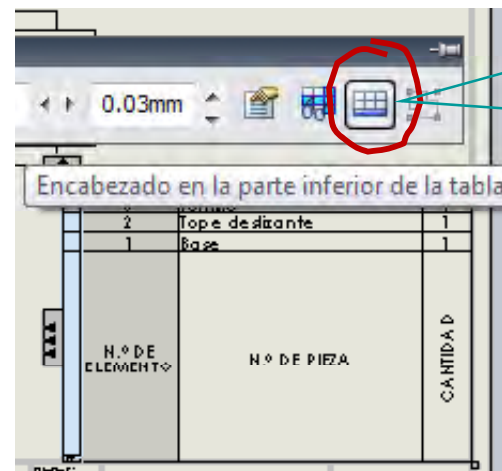 0.03mm
Encabezado en la parte inferior de la tabla
2 Tope deslizante 1
1 Base 1
N.º DE
ELEMENTO
N.º DE PIEZA
CANTIDAD